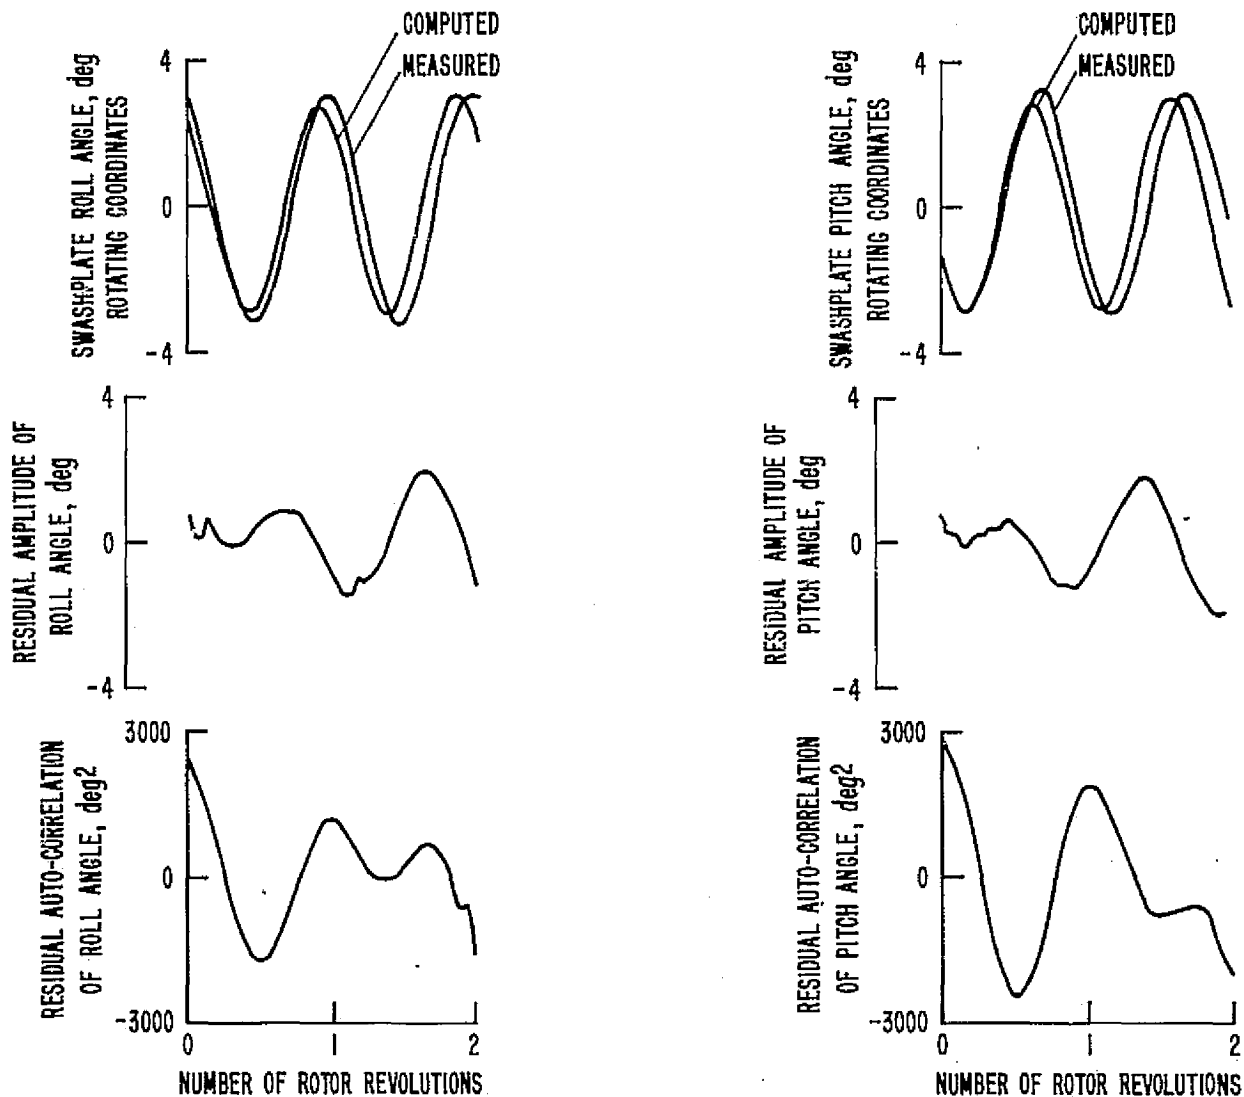 COMPUTED
MEASURED
SWASHPLATE ROLL ANGLE, deg
ROTATING COORDINATES
4
0
-4
COMPUTED
MEASURED
SWASHPLATE PITCH ANGLE, deg
ROTATING COORDINATES
4
0
-4
RESIDUAL AMPLITUDE OF
ROLL ANGLE, deg
4
0
-4
RESIDUAL AMPLITUDE OF
PITCH ANGLE, deg
4
0
-4
RESIDUAL AUTO-CORRELATION
OF ROLL ANGLE, deg2
3000
0
-3000
0 1 2
NUMBER OF ROTOR REVOLUTIONS
RESIDUAL AUTO-CORRELATION
OF PITCH ANGLE, deg2
3000
0
-3000
0 1 2
NUMBER OF ROTOR REVOLUTIONS